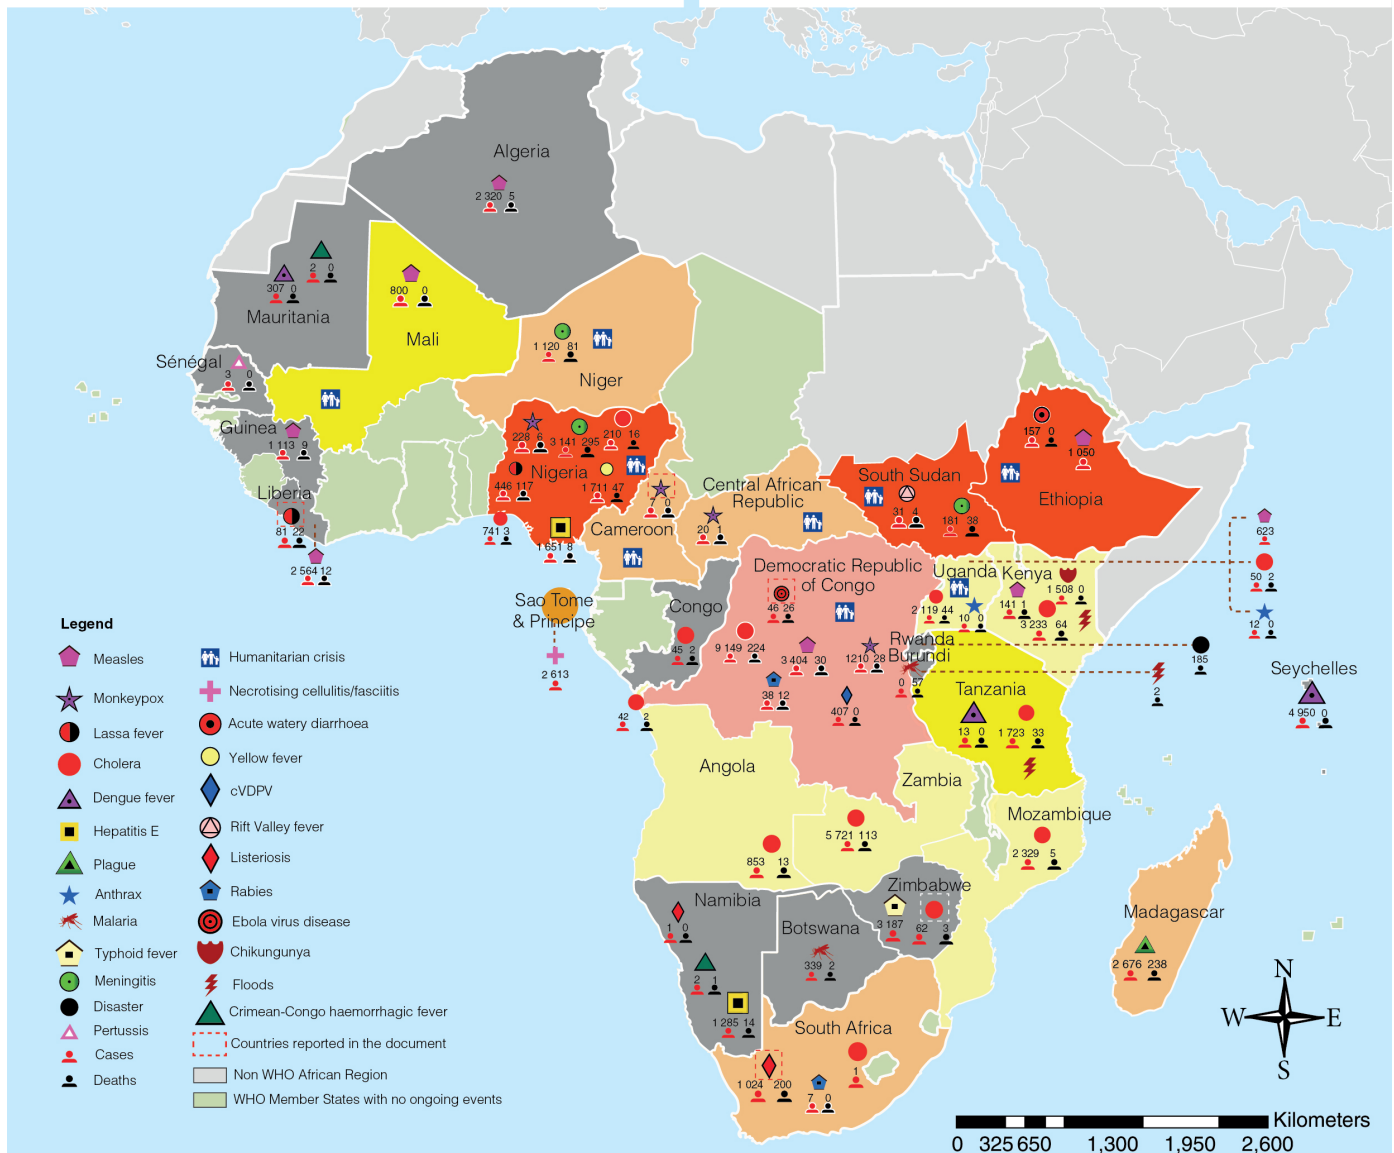 Algeria
2 320 5
2 0
307 0
Mauritania
800 0
Mali
Sénégal
3 0
1 120 81
Niger
Guinea
1 113 9
228 6 3 141 295 210 16
Nigeria
446 117 1 711 47
741 3
1 651 8
Liberia
81 22
2 564 12
7 0
Cameroon
Central African
Republic
20 1
South Sudan
31 4
181 38
157 0
1 050
Ethiopia
Sao Tome
& Principe
2 613
Congo
45 2
42 2
Democratic Republic
of Congo
46 26
9 149 224
3 404 30
1210 28
38 12
407 0
Uganda
2 119 44
10 0
Kenya
1 508 0
141 1
3 233 64
623
50 2
12 0
Rwanda
Burundi
0 57
185
2
Seychelles
4 950 0
Tanzania
13 0 1 723 33
Angola
853 13
Zambia
5 721 113
Mozambique
2 329 5
Namibia
1 0
2 1
1 285 14
Botswana
339 2
Zimbabwe
3 187 62 3
Madagascar
2 676 238
South Africa
1 024 200
7 0
1
Legend
Measles
Monkeypox
Lassa fever
Cholera
Dengue fever
Hepatitis E
Plague
Anthrax
Malaria
Typhoid fever
Meningitis
Disaster
Pertussis
Cases
Deaths
Humanitarian crisis
Necrotising cellulitis/fasciitis
Acute watery diarrhoea
Yellow fever
cVDPV
Rift Valley fever
Listeriosis
Rabies
Ebola virus disease
Chikungunya
Floods
Crimean-Congo haemorrhagic fever
Countries reported in the document
Non WHO African Region
WHO Member States with no ongoing events
N
W E
S
Kilometers
0 325 650 1,300 1,950 2,600